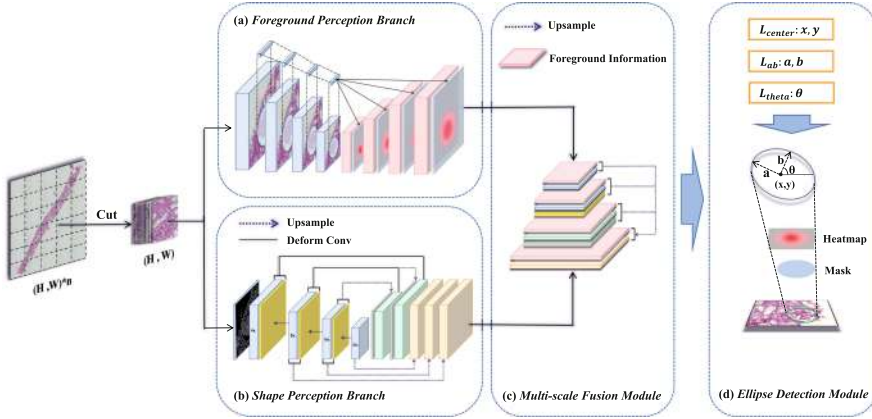 (a) Foreground Perception Branch
Cut
(H ,W)*n
(H , W)
Upsample
Deform Conv
(b) Shape Perception Branch
Upsample
Foreground Information
(c) Multi-scale Fusion Module
L_center: x, y
L_ab: a, b
L_theta: θ
b
a
θ
(x,y)
Heatmap
Mask
(d) Ellipse Detection Module